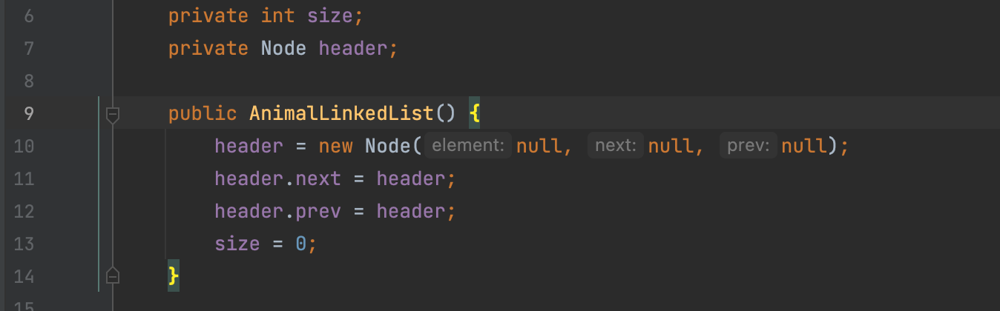 6 private int size;
7 private Node header;
8
9 public AnimalLinkedList() {
10 header = new Node( element: null, next: null, prev: null);
11 header.next = header;
12 header.prev = header;
13 size = 0;
14 }
15